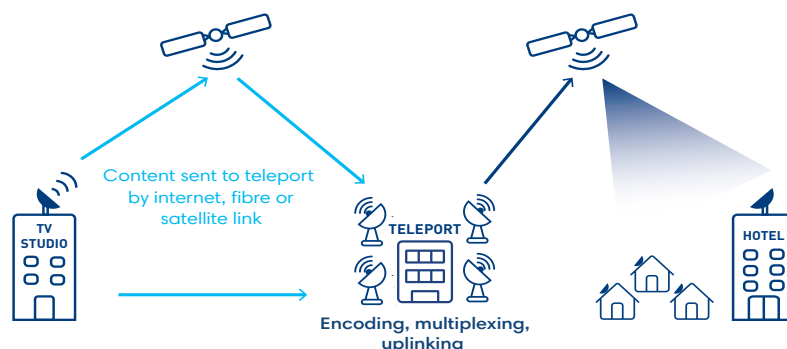 Content sent to teleport
by internet, fibre or
satellite link
TV
STUDIO
TELEPORT
HOTEL
Encoding, multiplexing,
uplinking